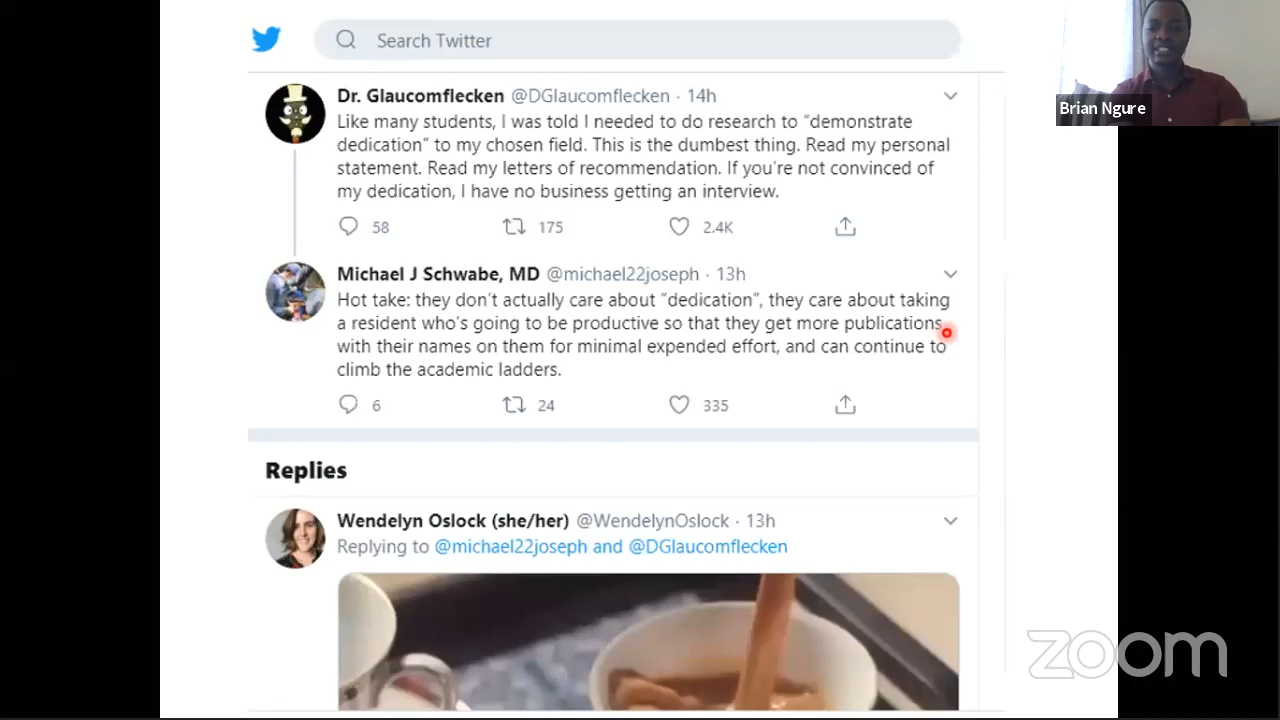 Search Twitter
Brian Ngure
Dr. Glaucomflecken @DGlaucomflecken · 14h
Like many students, I was told I needed to do research to “demonstrate
dedication” to my chosen field. This is the dumbest thing. Read my personal
statement. Read my letters of recommendation. If you're not convinced of
my dedication, I have no business getting an interview.
58 175 2.4K
Michael J Schwabe, MD @michael22joseph · 13h
Hot take: they don't actually care about “dedication”, they care about taking
a resident who's going to be productive so that they get more publications
with their names on them for minimal expended effort, and can continue to
climb the academic ladders.
6 24 335
Replies
Wendelyn Oslock (she/her) @WendelynOslock · 13h
Replying to @michael22joseph and @DGlaucomflecken
zoom